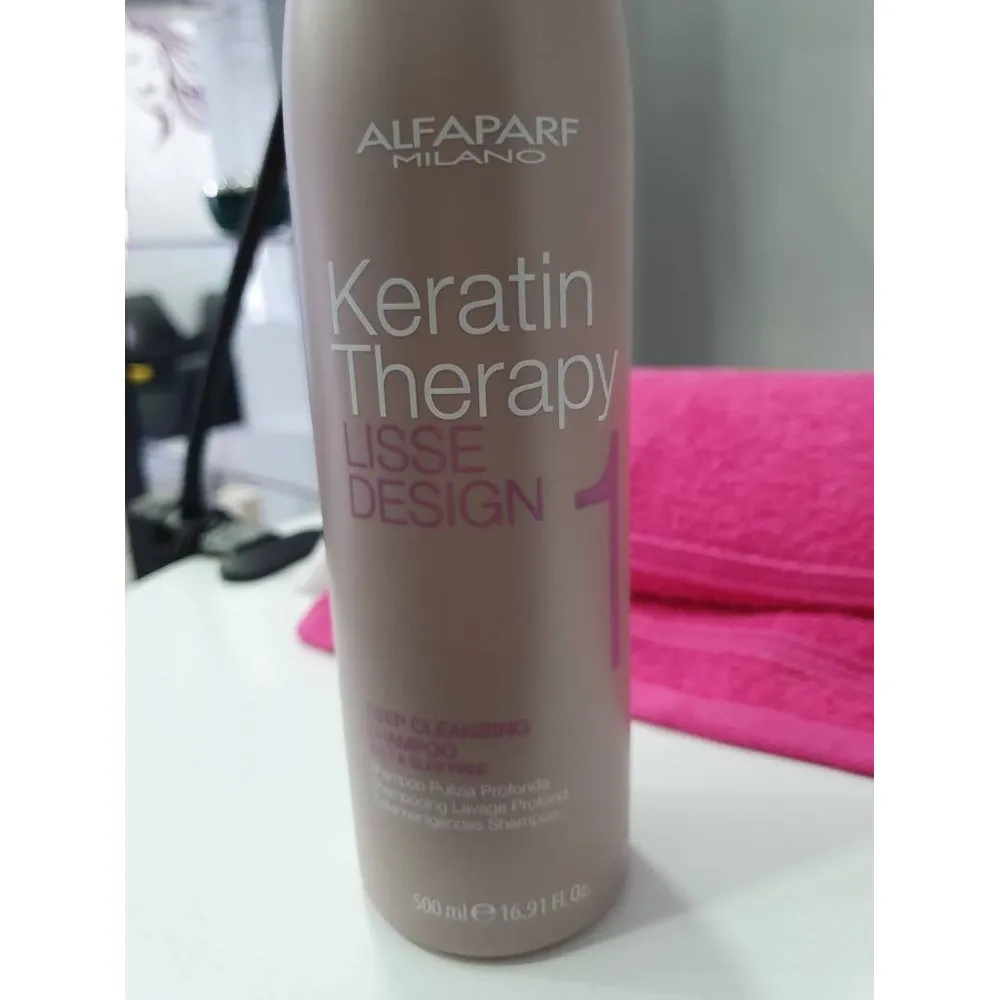 ALFAPARF
MILANO
Keratin
Therapy
LISSE
DESIGN 1
DEEP CLEANSING
SHAMPOO
Shampoo Pulizia Profonda
Shampooing Lavage Profond
Shampoo
500 ml e 16.91 FL Oz.